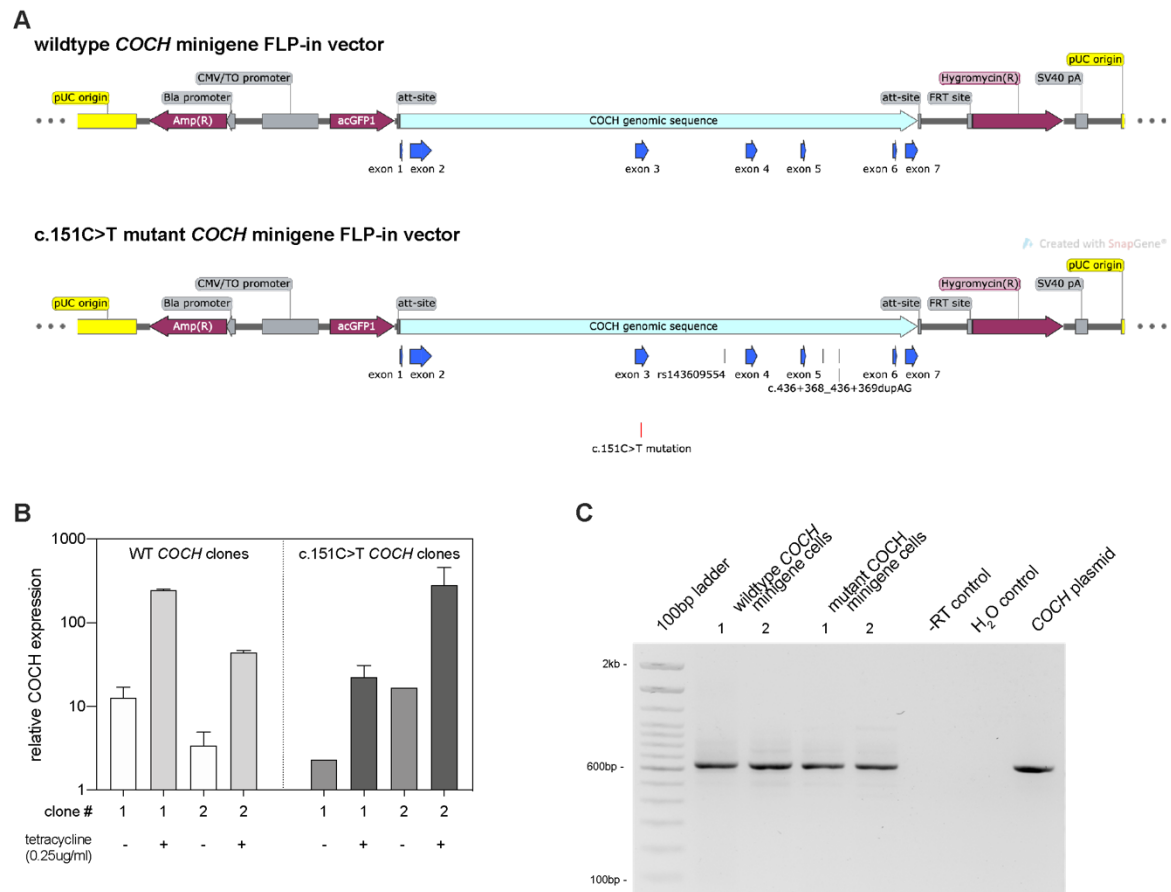 A
wildtype COCH minigene FLP-in vector
pUC origin
CMV/TO promoter
Hygromycin(R)
SV40 pA
pUC origin
Bla promoter
att-site
att-site
FRT site
Amp(R)
acGFP1
COCH genomic sequence
exon 1
exon 2
exon 3
exon 4
exon 5
exon 6
exon 7
c.151C>T mutant COCH minigene FLP-in vector
Created with SnapGene®
pUC origin
CMV/TO promoter
Hygromycin(R)
SV40 pA
pUC origin
Bla promoter
att-site
att-site
FRT site
Amp(R)
acGFP1
COCH genomic sequence
exon 1
exon 2
exon 3
rs143609554
exon 4
exon 5
exon 6
exon 7
c.436+368_436+369dupAG
c.151C>T mutation
B
relative COCH expression
1000
100
10
1
WT COCH clones
c.151C>T COCH clones
clone # 1 1 2 2 1 1 2 2
tetracycline (0.25ug/ml) - + - + - + - +
C
100bp ladder
wildtype COCH minigene cells
1 2
mutant COCH minigene cells
1 2
-RT control
H2O control
COCH plasmid
2kb -
600bp -
100bp -